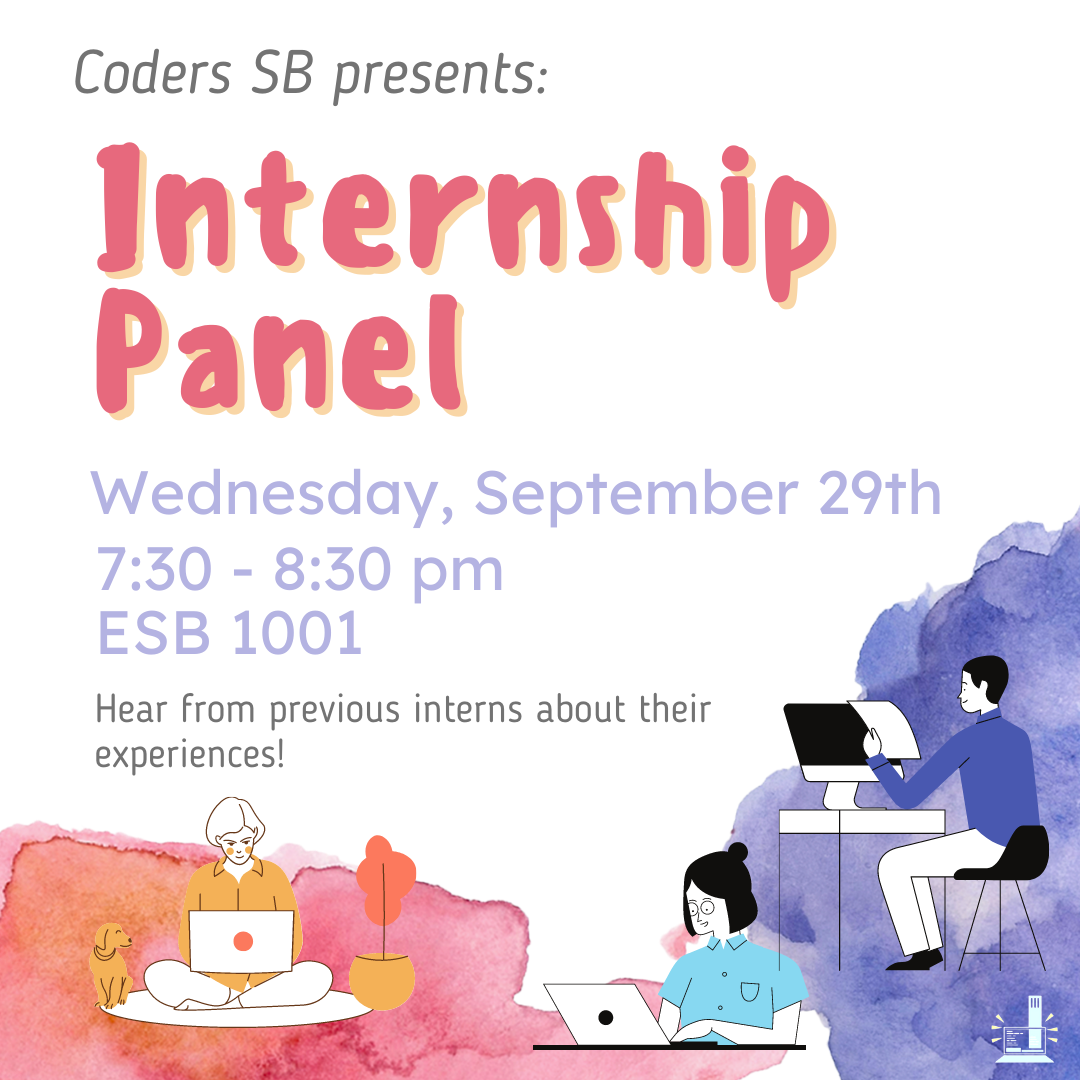 Coders SB presents:
Internship
Panel
Wednesday, September 29th
7:30 - 8:30 pm
ESB 1001
Hear from previous interns about their
experiences!